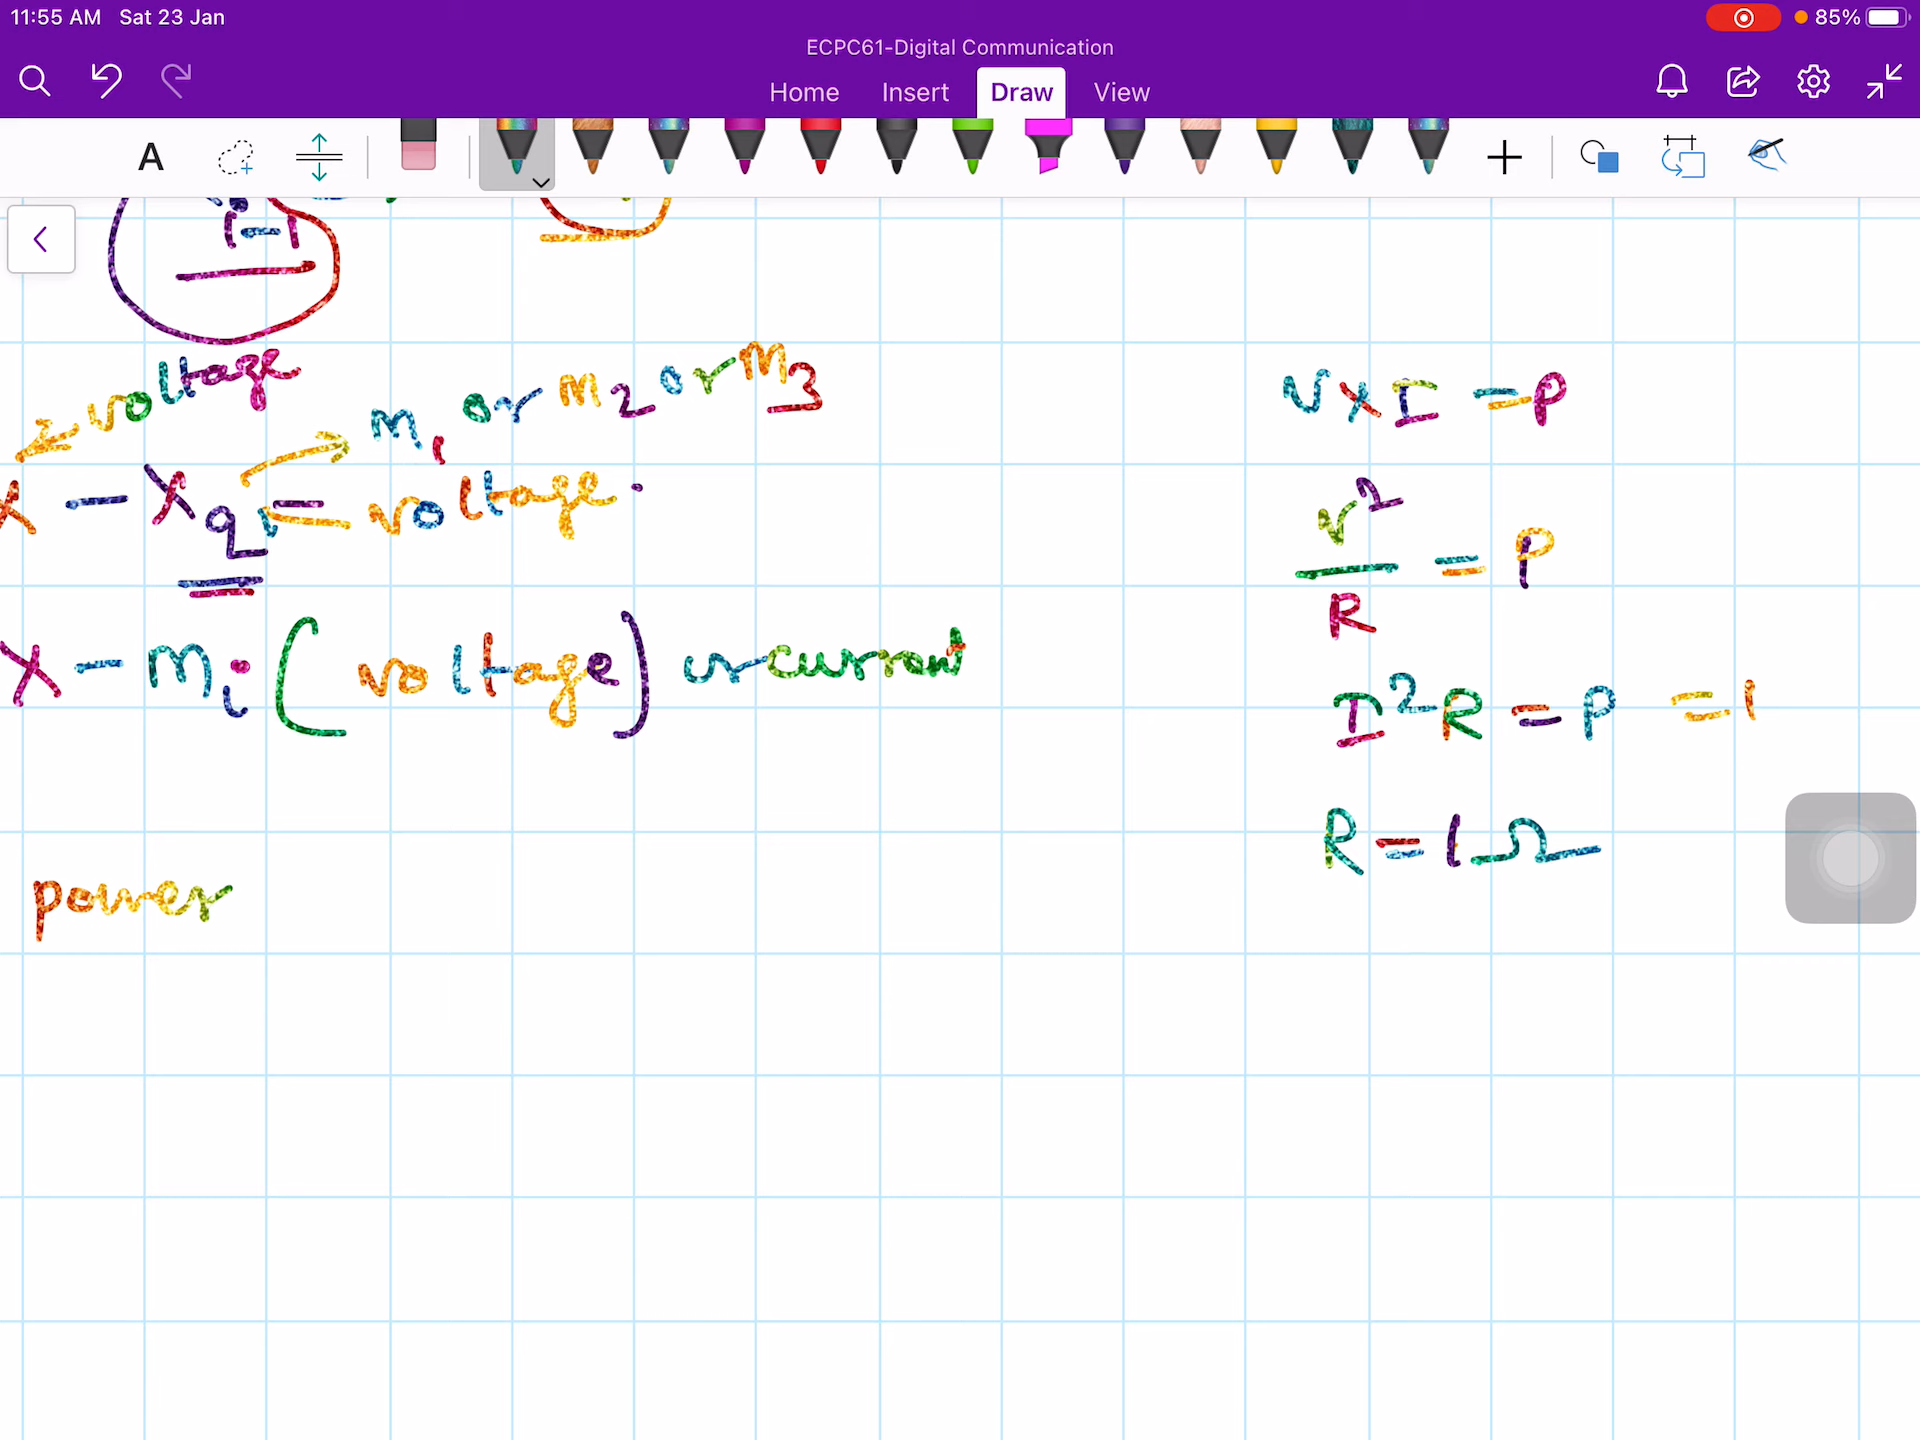 11:55 AM Sat 23 Jan
85%
ECPC61-Digital Communication
Home Insert Draw View
A
i=1
voltage
m1 or m2 or m3
X - Xq = voltage.
X - mi (voltage) or current
power
V X I = P
V²
/ R = P
I²R = P = 1
R = 1Ω